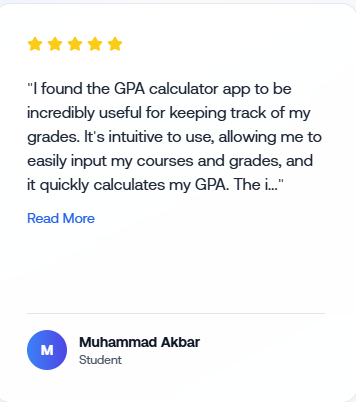 "I found the GPA calculator app to be
incredibly useful for keeping track of my
grades. It's intuitive to use, allowing me to
easily input my courses and grades, and
it quickly calculates my GPA. The i..."
Read More
M
Muhammad Akbar
Student